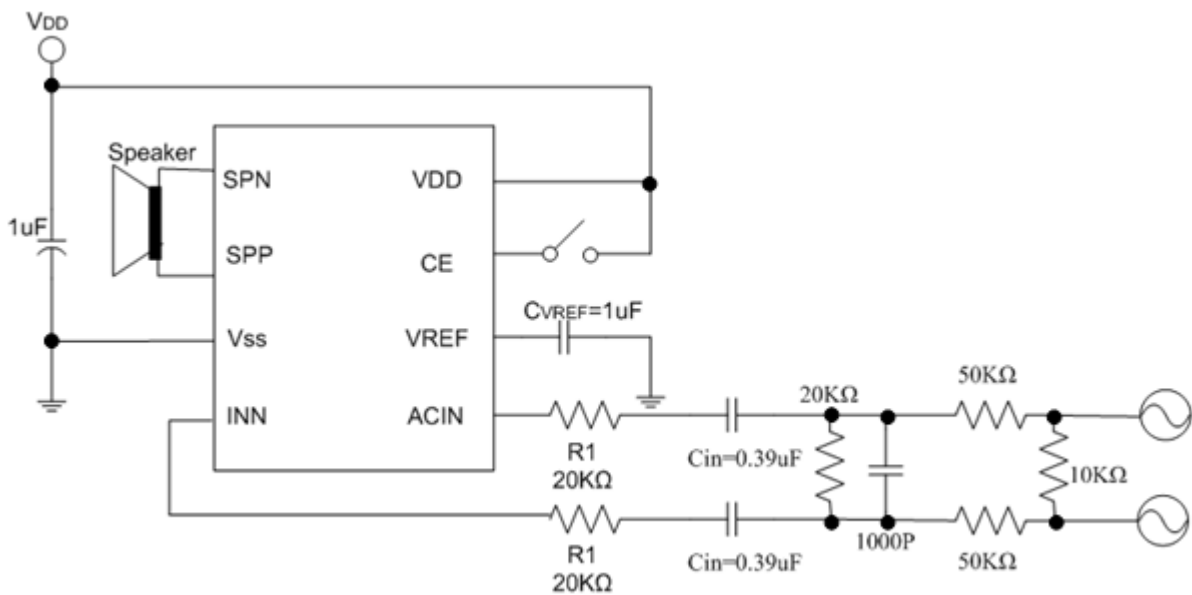 VDD
Speaker
SPN
VDD
1uF
SPP
CE
CVREF=1uF
Vss
VREF
50KΩ
20KΩ
INN
ACIN
R1
20KΩ
Cin=0.39uF
10KΩ
1000P
R1
20KΩ
Cin=0.39uF
50KΩ